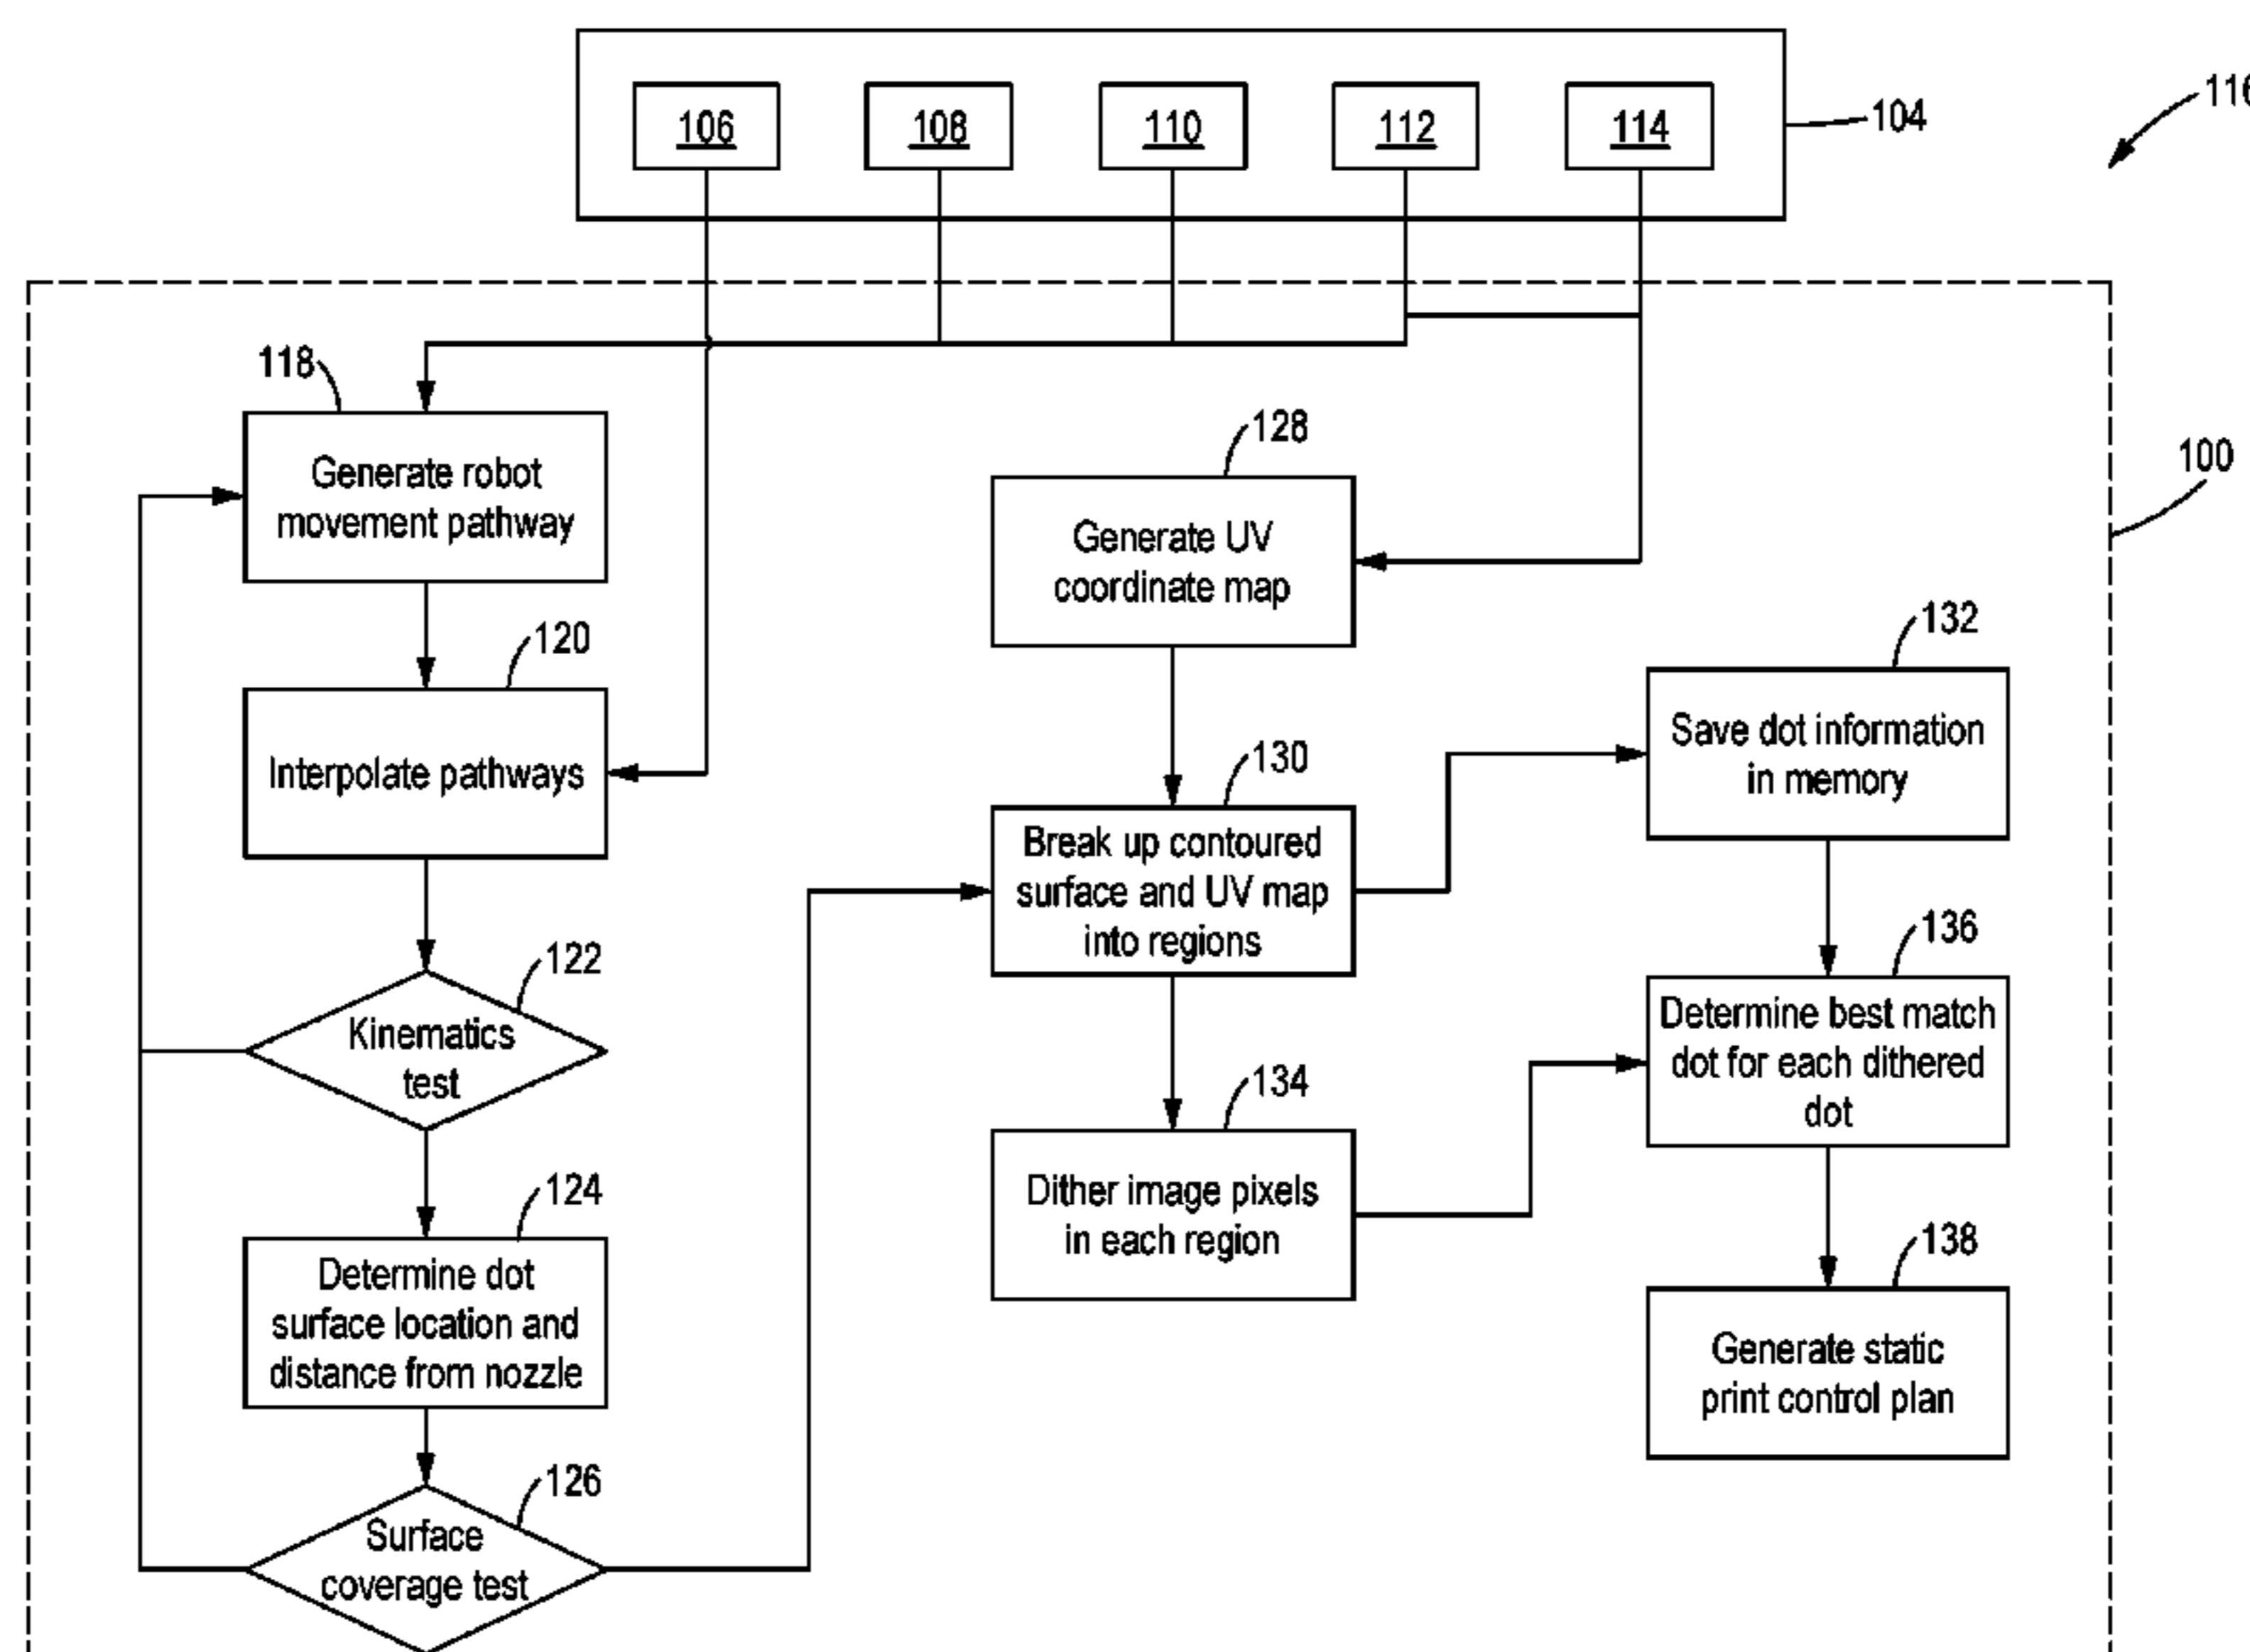 106
108
110
112
114
104
116
118
Generate robot
movement pathway
120
Interpolate pathways
122
Kinematics
test
124
Determine dot
surface location and
distance from nozzle
126
Surface
coverage test
128
Generate UV
coordinate map
130
Break up contoured
surface and UV map
into regions
134
Dither image pixels
in each region
132
Save dot information
in memory
136
Determine best match
dot for each dithered
dot
138
Generate static
print control plan
100